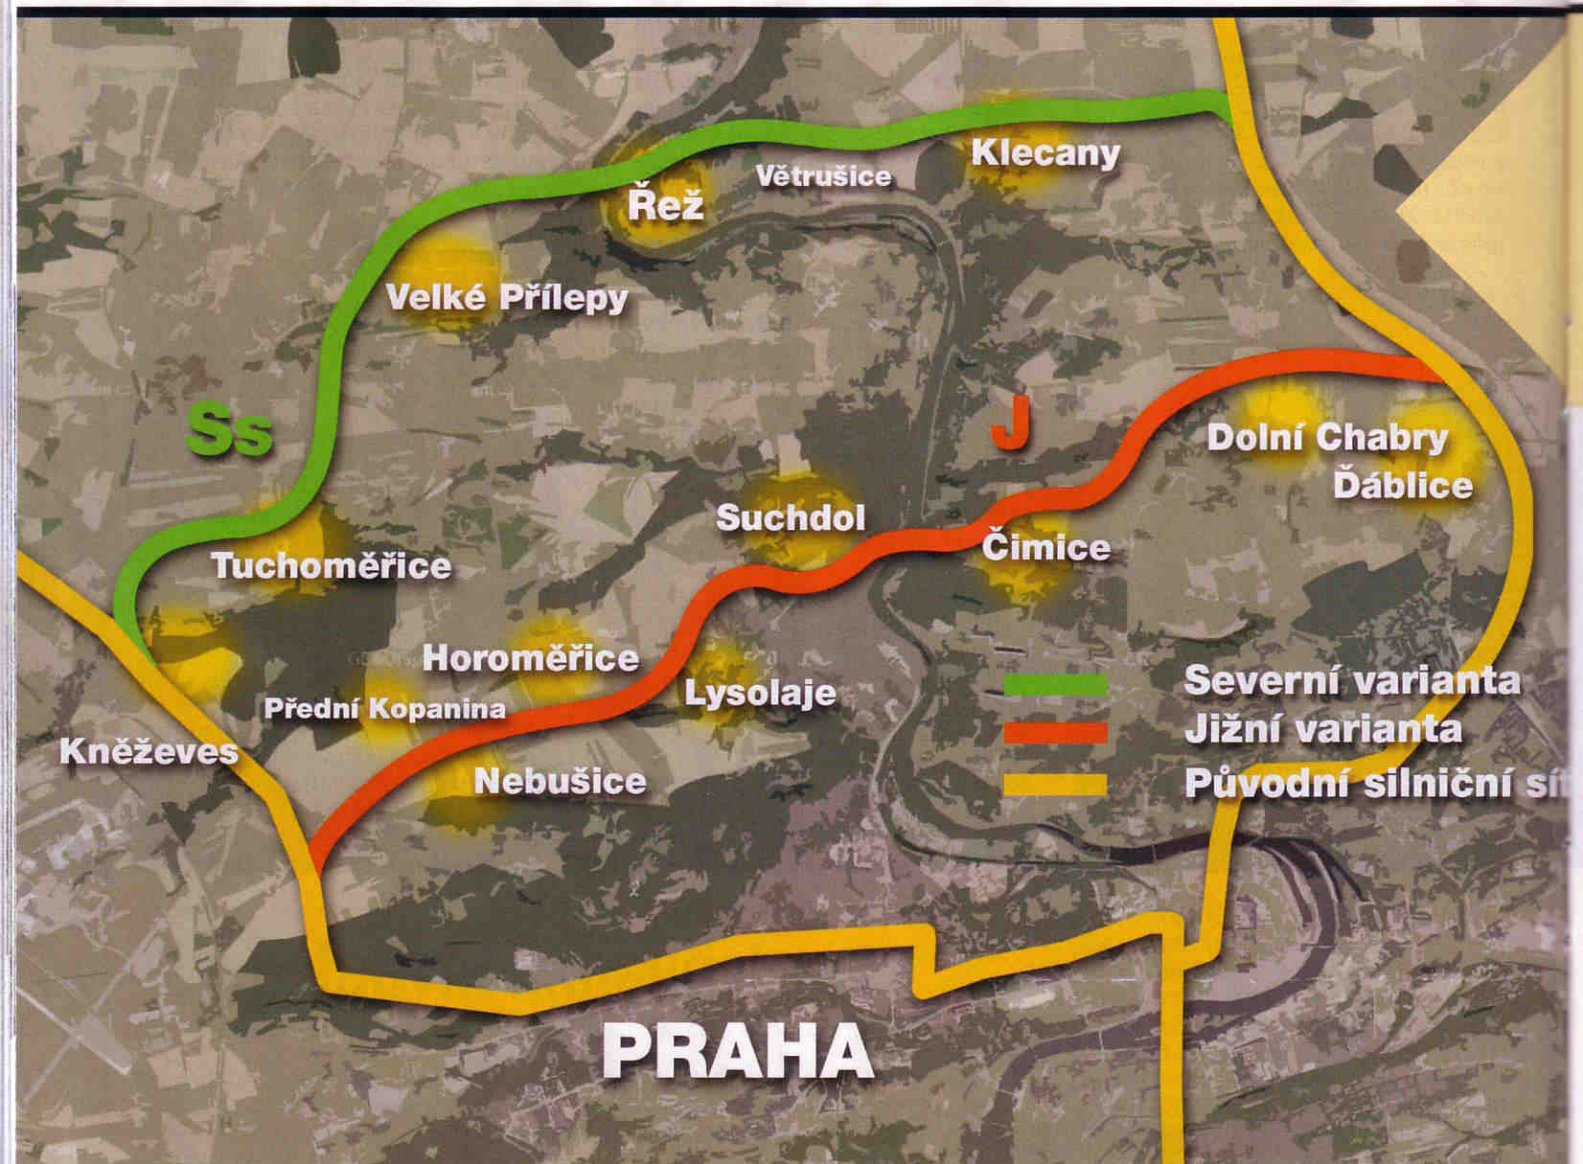 Klecany
Větrušice
Řež
Velké Přílepy
Ss
J
Dolní Chabry
Ďáblice
Suchdol
Čimice
Tuchoměřice
Horoměřice
Lysolaje
Přední Kopanina
Kněževes
Nebušice
Severní varianta
Jižní varianta
Původní silniční sí
PRAHA